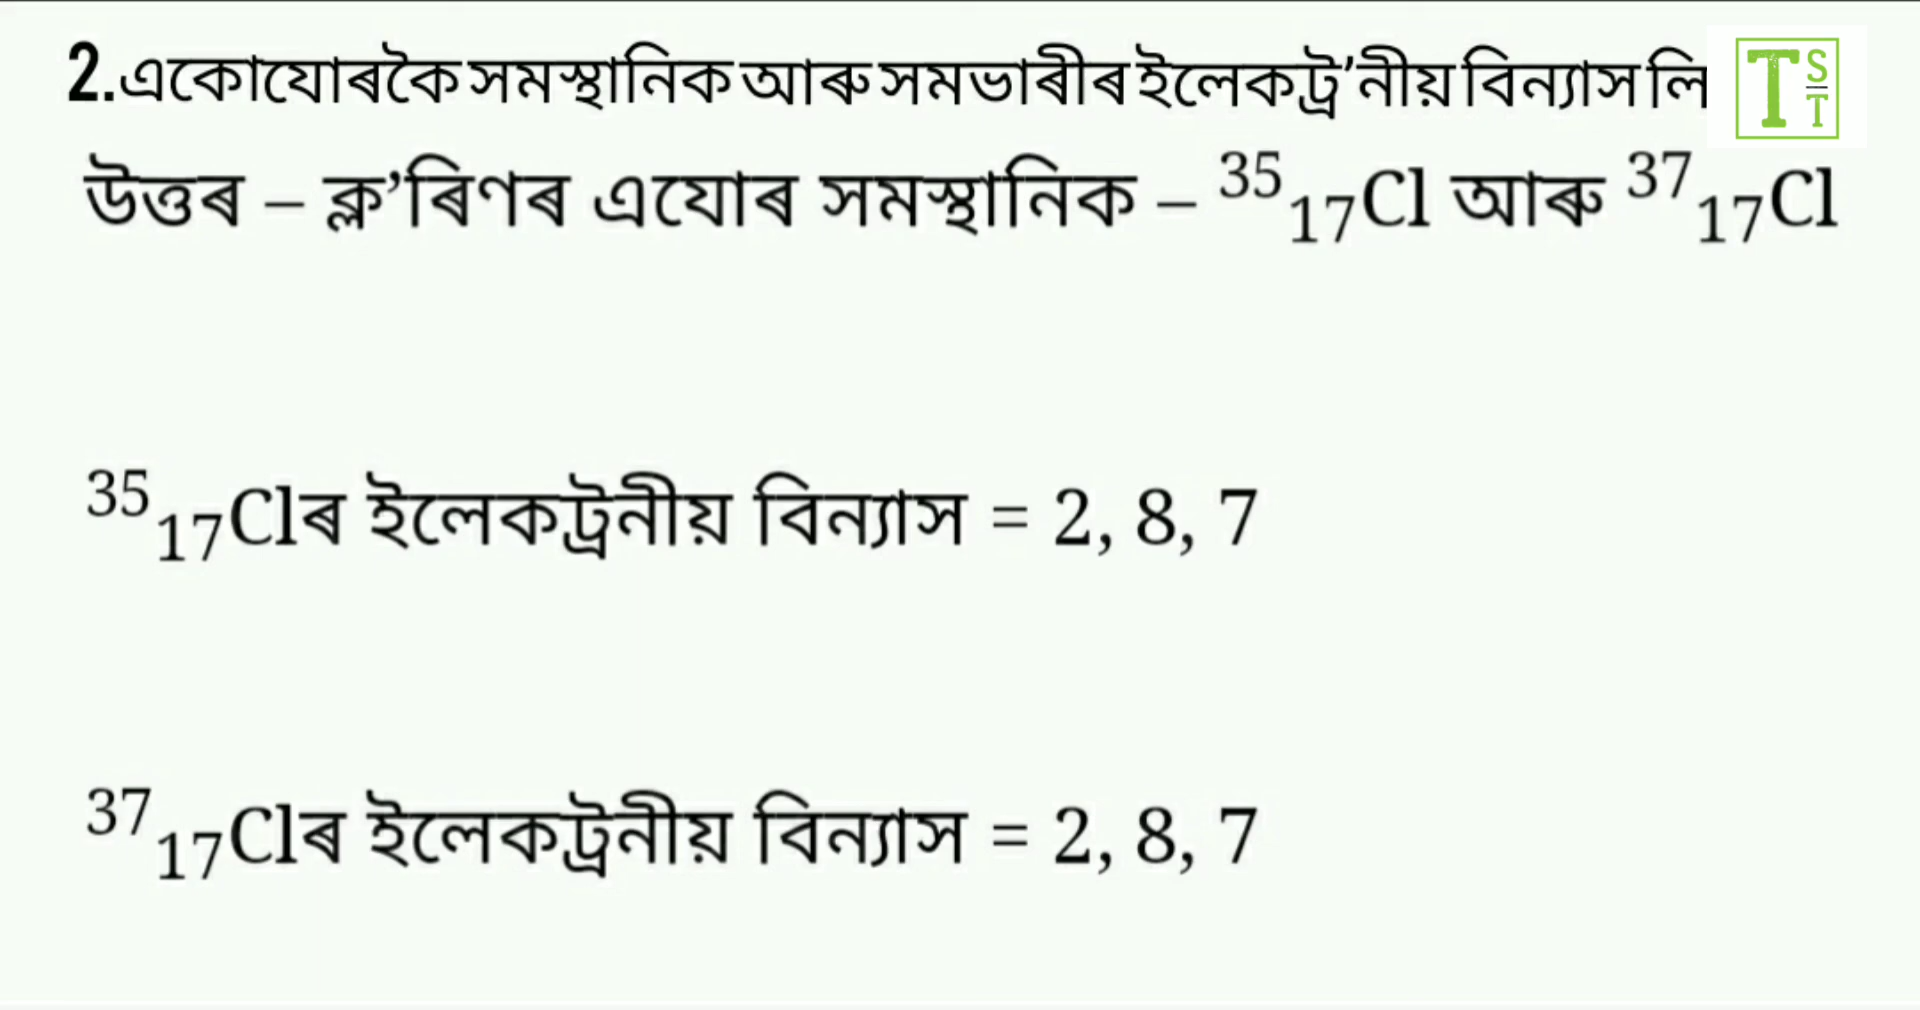 2.একোযোৰকৈ সমস্থানিক আৰু সমভাৰীৰ ইলেকট্ৰ'নীয় বিন্যাস লি
T S T
উত্তৰ – ক্ল’ৰিণৰ এযোৰ সমস্থানিক – ³⁵₁₇Cl আৰু ³⁷₁₇Cl
³⁵₁₇Clৰ ইলেকট্ৰনীয় বিন্যাস = 2, 8, 7
³⁷₁₇Clৰ ইলেকট্ৰনীয় বিন্যাস = 2, 8, 7